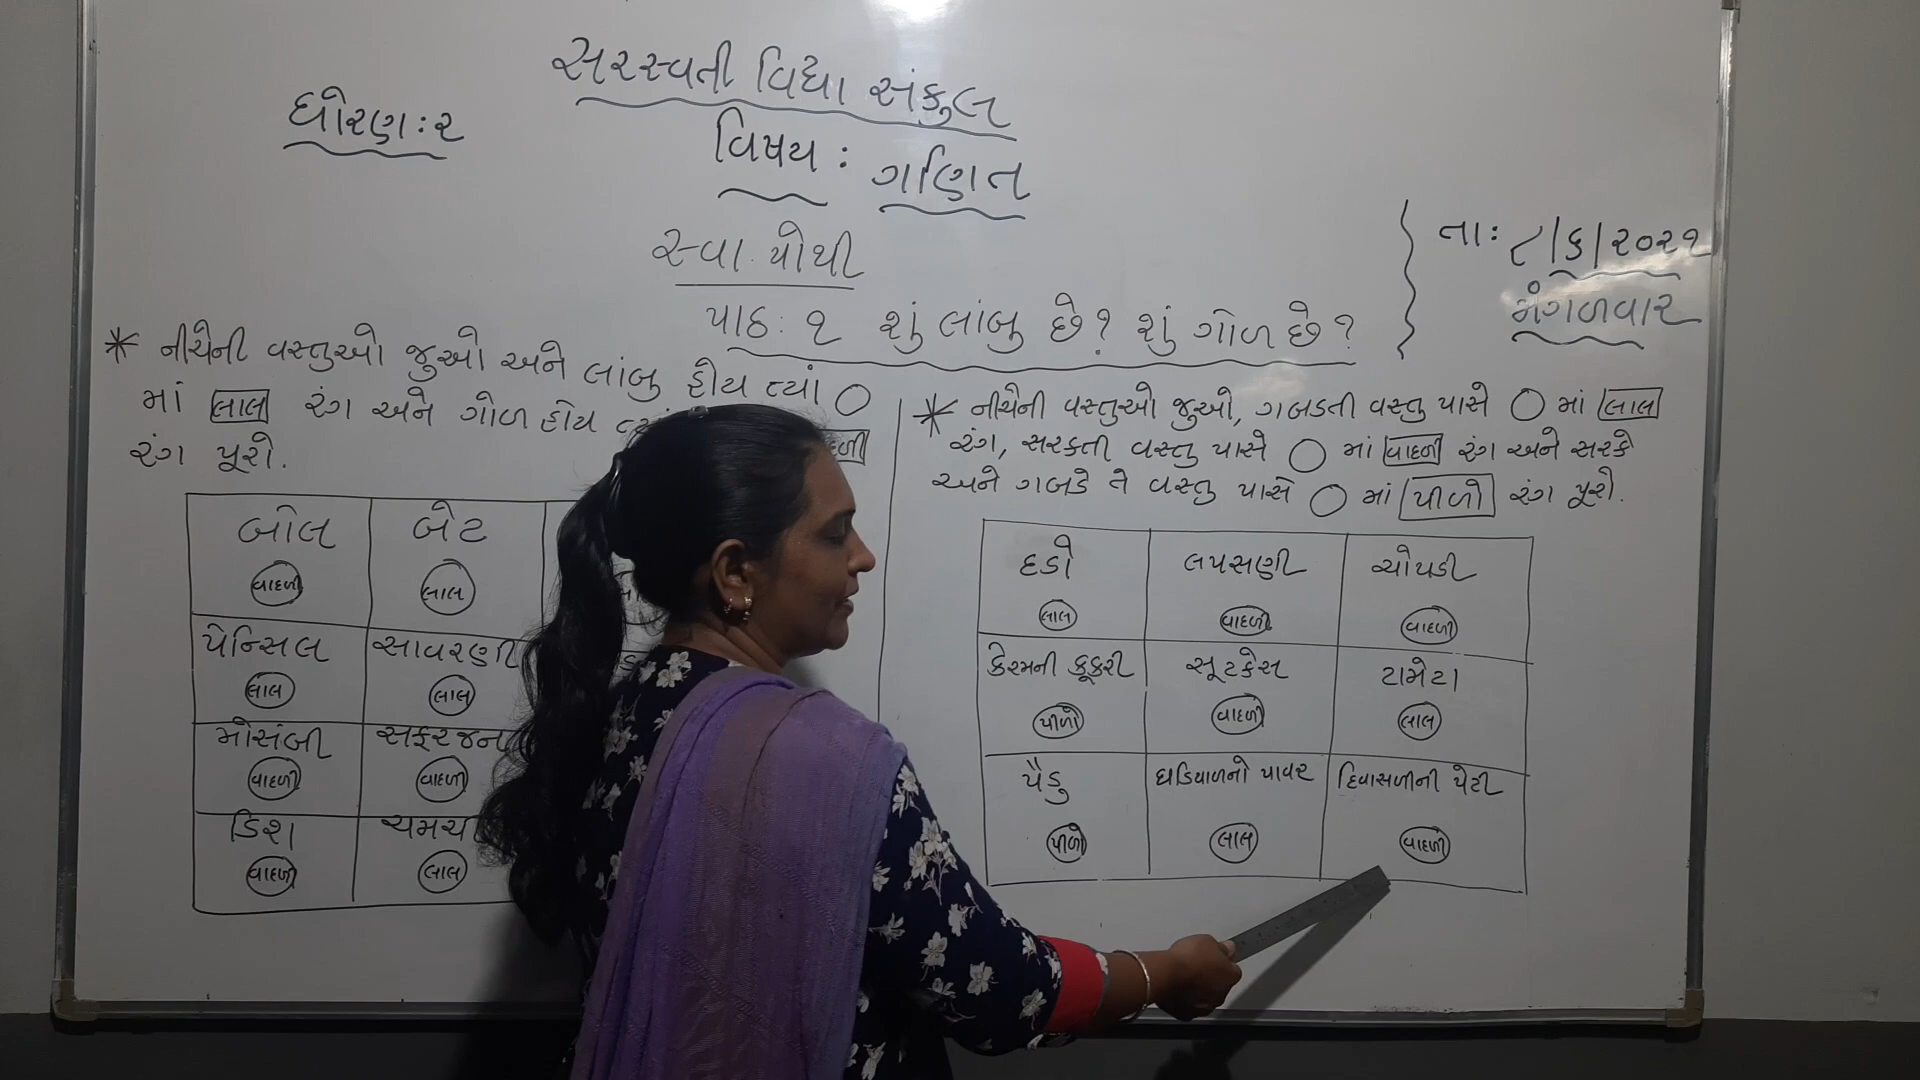 સરસ્વતી વિદ્યા સંકુલ
ધોરણ : ૨
વિષય : ગણિત
સ્વા. પોથી
તા : ૮/૬/૨૦૨૧
મંગળવાર
પાઠ : ૧ શું લાંબુ છે? શું ગોળ છે?
* નીચેની વસ્તુઓ જુઓ અને લાંબુ હોય ત્યાં
માં લાલ રંગ અને ગોળ હોય
રંગ પૂરો.
બોલ બેટ
વાદળી લાલ
પેન્સિલ સાવરણી
લાલ લાલ
મોસંબી સફરજન
વાદળી વાદળી
ડિશ ચમચી
વાદળી લાલ
* નીચેની વસ્તુઓ જુઓ, ગબડતી વસ્તુ પાસે માં લાલ
રંગ, સરકતી વસ્તુ પાસે માં વાદળી રંગ અને સરકે
અને ગબડે તે વસ્તુ પાસે માં પીળો રંગ પૂરો.
દડો લપસણી ચોપડી
લાલ વાદળી વાદળી
કેરમની કૂકરી સૂટકેસ ટામેટા
પીળો વાદળી લાલ
પૈડુ ઘડિયાળનો પાવર દિવાસળીની પેટી
પીળો લાલ વાદળી